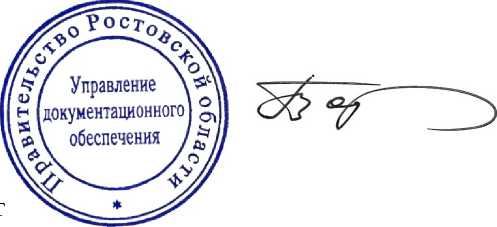 Правительство Ростовской области
Управление
документационного
обеспечения
*